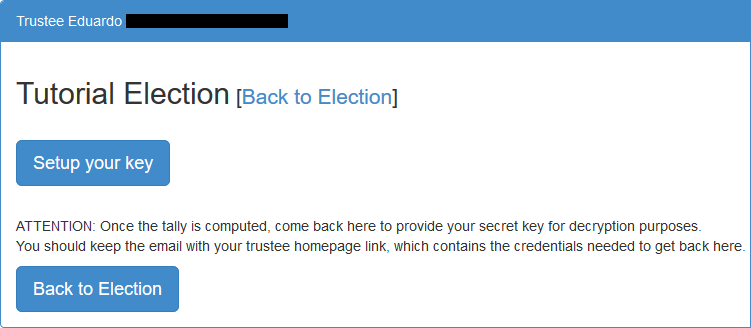 Trustee Eduardo
Tutorial Election [Back to Election]
Setup your key
ATTENTION: Once the tally is computed, come back here to provide your secret key for decryption purposes.
You should keep the email with your trustee homepage link, which contains the credentials needed to get back here.
Back to Election